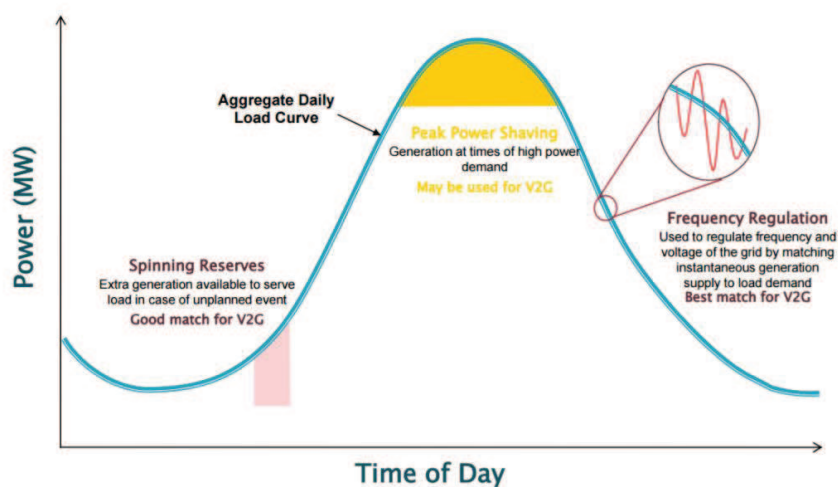 Power (MW)
Aggregate Daily
Load Curve
Peak Power Shaving
Generation at times of high power
demand
May be used for V2G
Spinning Reserves
Extra generation available to serve
load in case of unplanned event
Good match for V2G
Frequency Regulation
Used to regulate frequency and
voltage of the grid by matching
instantaneous generation
supply to load demand
Best match for V2G
Time of Day